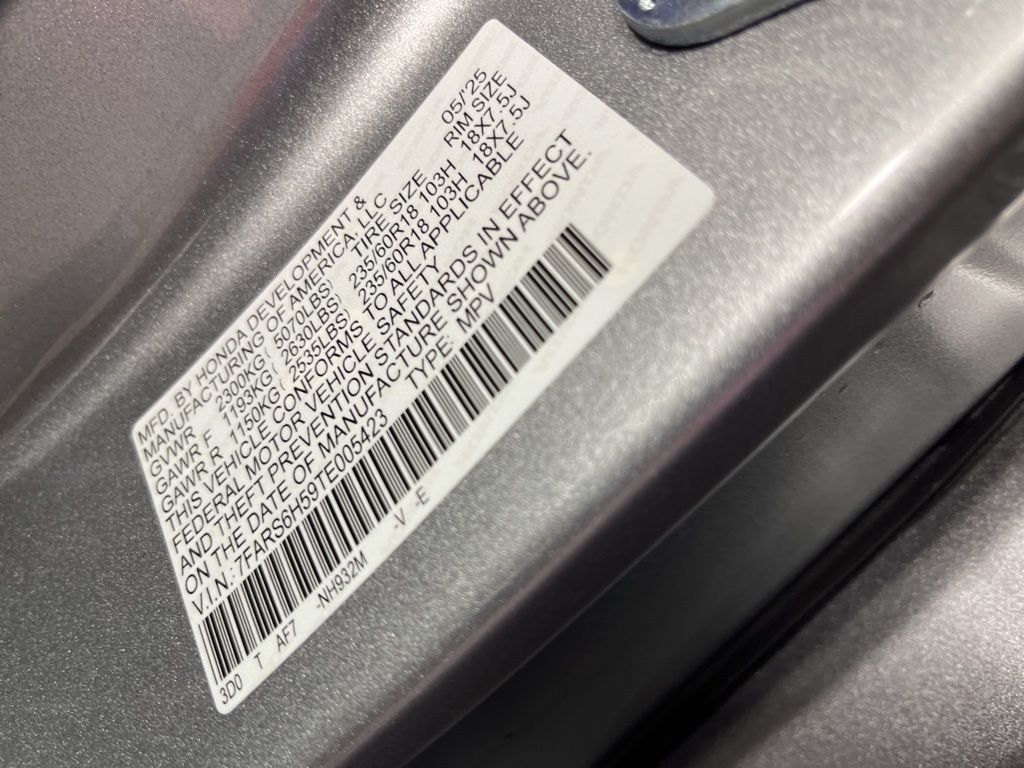 MFD. BY HONDA DEVELOPMENT & 05/'25
MANUFACTURING OF AMERICA, LLC
TIRE SIZE RIM SIZE
GVWR 2300KG 5070LBS
GAWR F 1193KG 2630LBS 235/60R18 103H 18X7.5J
GAWR R 1150KG 2535LBS 235/60R18 103H 18X7.5J
THIS VEHICLE CONFORMS TO ALL APPLICABLE
FEDERAL MOTOR VEHICLE SAFETY
AND THEFT PREVENTION STANDARDS IN EFFECT
ON THE DATE OF MANUFACTURE SHOWN ABOVE.
V.I.N.:7FARS6H59TE005423 TYPE: MPV
3D0 T AF7 -NH932M -V -E